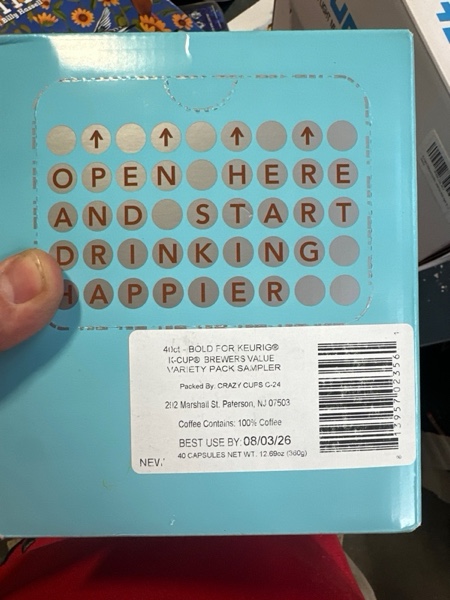 Billy
↑ ↑ ↑ ↑
OPEN HERE
AND START
DRINKING
HAPPIER
40ct - BOLD FOR KEURIG®
K-CUP® BREWERS VALUE
VARIETY PACK SAMPLER
Packed By: CRAZY CUPS C-24
292 Marshall St. Paterson, NJ 07503
Coffee Contains: 100% Coffee
BEST USE BY: 08/03/26
NEW
40 CAPSULES NET WT. 12.69oz (360g)